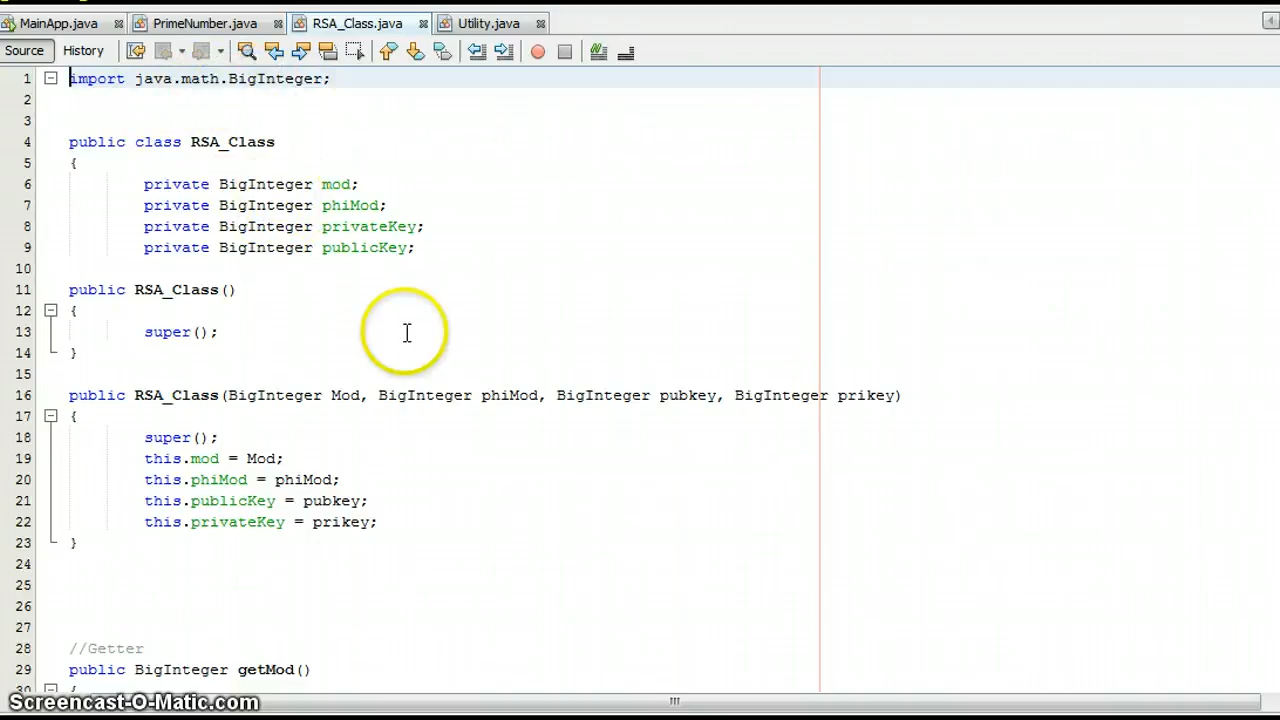 MainApp.java PrimeNumber.java RSA_Class.java Utility.java
Source History
1 import java.math.BigInteger;
2
3
4 public class RSA_Class
5 {
6 private BigInteger mod;
7 private BigInteger phiMod;
8 private BigInteger privateKey;
9 private BigInteger publicKey;
10
11 public RSA_Class()
12 {
13 super();
14 }
15
16 public RSA_Class(BigInteger Mod, BigInteger phiMod, BigInteger pubkey, BigInteger prikey)
17 {
18 super();
19 this.mod = Mod;
20 this.phiMod = phiMod;
21 this.publicKey = pubkey;
22 this.privateKey = prikey;
23 }
24
25
26
27
28 //Getter
29 public BigInteger getMod()
30 {
Screencast-O-Matic.com